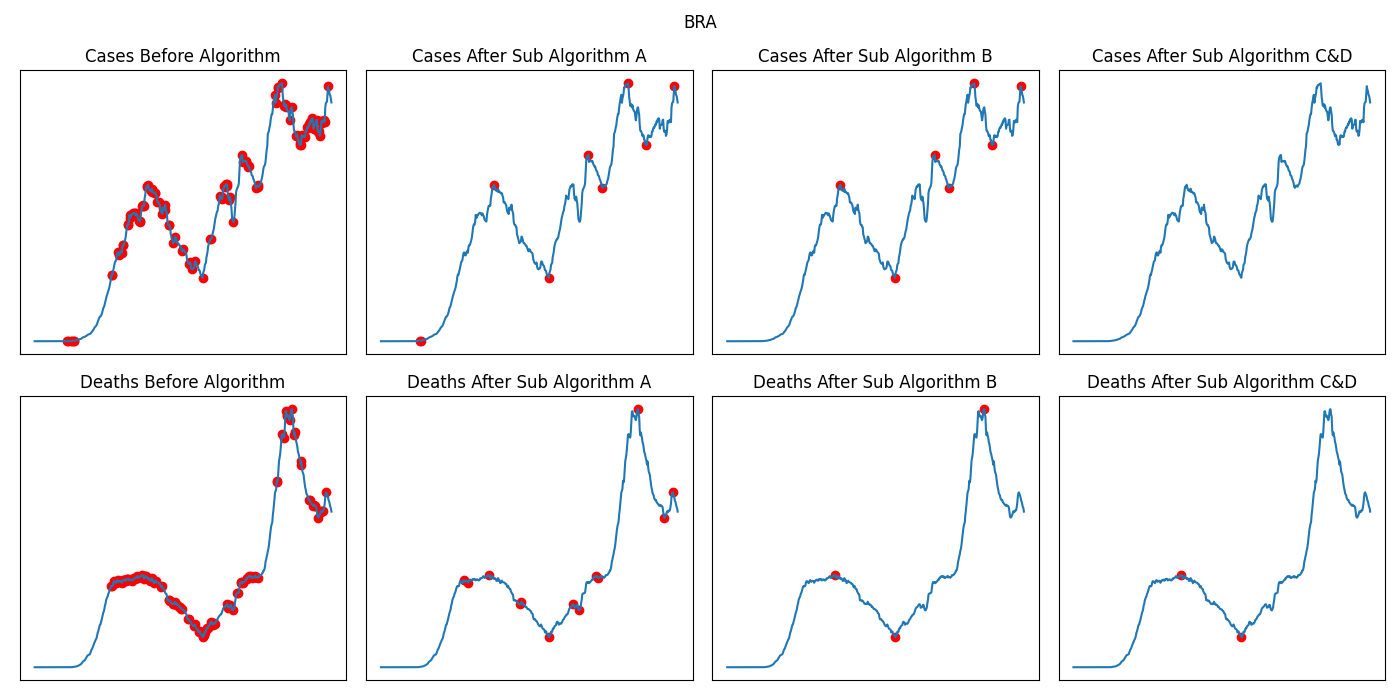 BRA
Cases Before Algorithm
Cases After Sub Algorithm A
Cases After Sub Algorithm B
Cases After Sub Algorithm C&D
Deaths Before Algorithm
Deaths After Sub Algorithm A
Deaths After Sub Algorithm B
Deaths After Sub Algorithm C&D